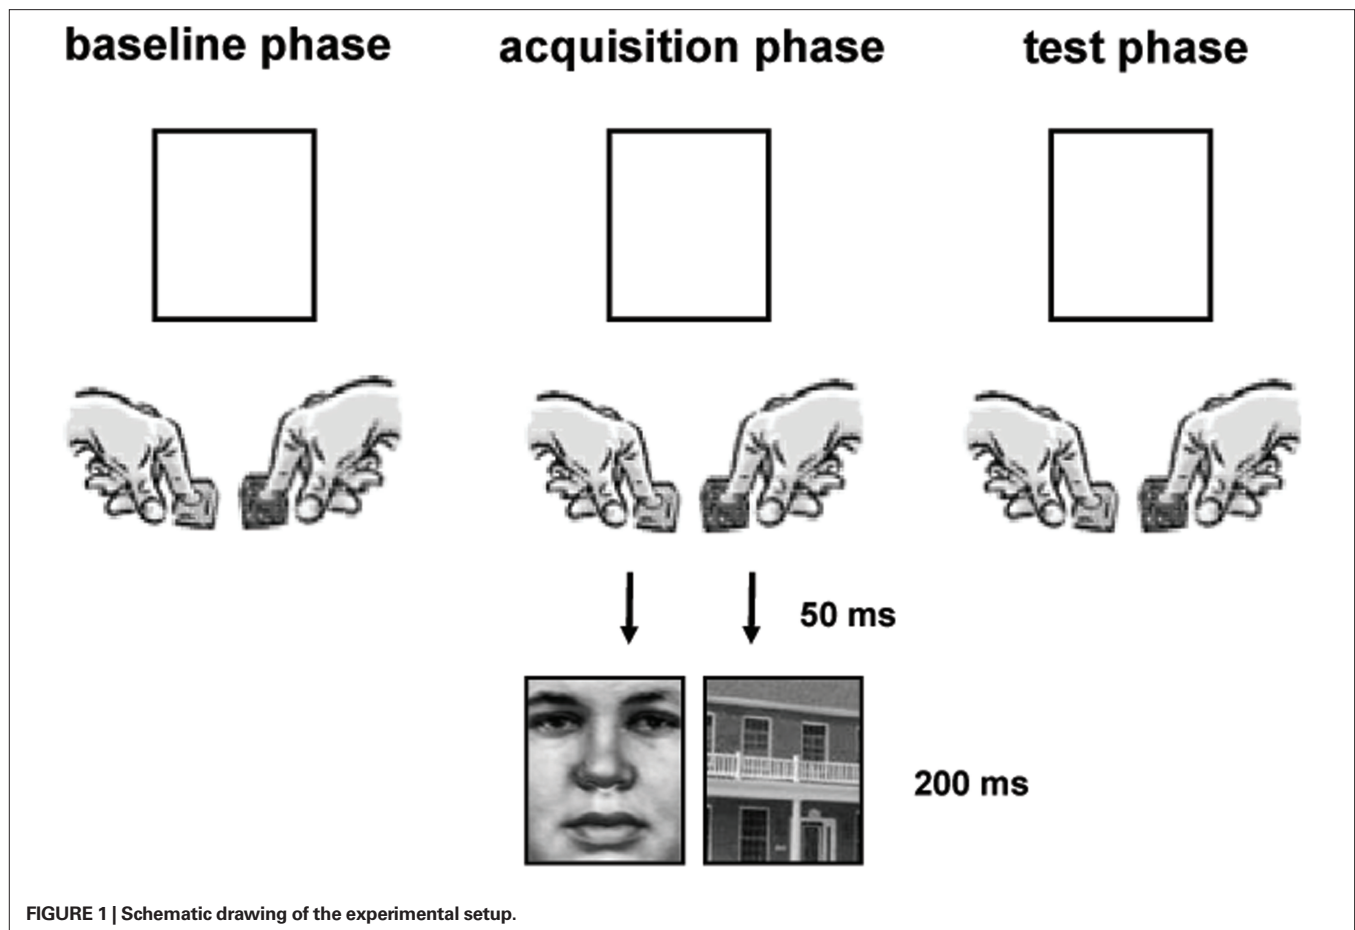 baseline phase
acquisition phase
test phase
50 ms
200 ms
FIGURE 1 | Schematic drawing of the experimental setup.